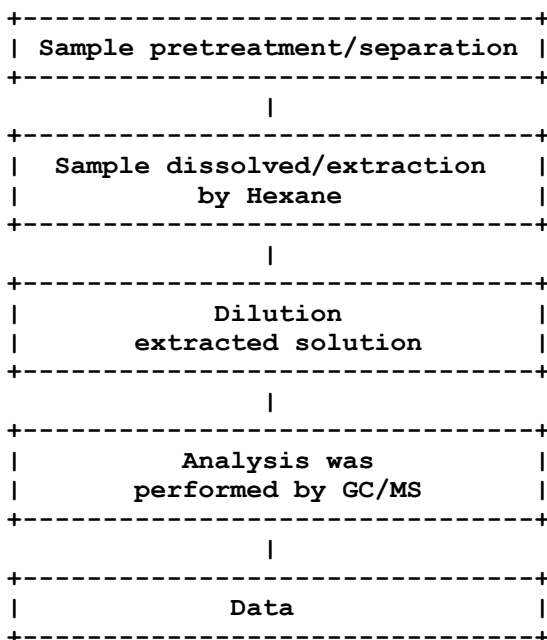 Sample pretreatment/separation
Sample dissolved/extraction
by Hexane
Dilution
extracted solution
Analysis was
performed by GC/MS
Data